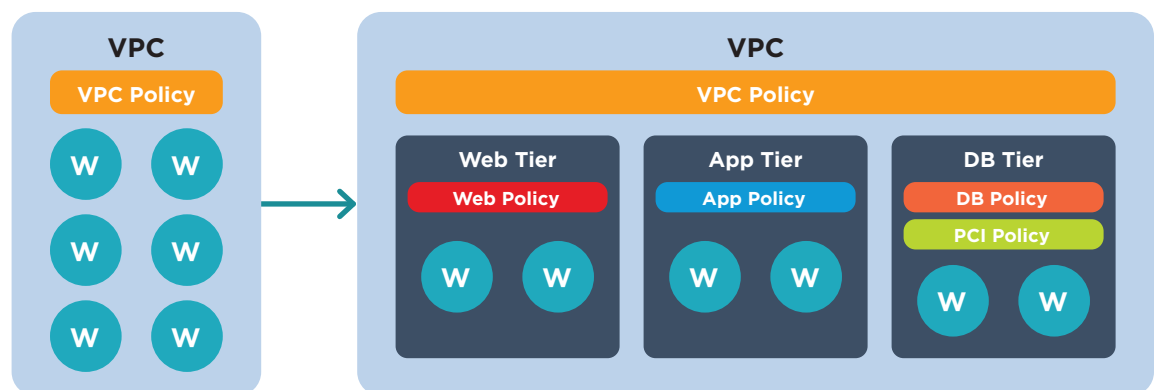 VPC
VPC Policy
W W
W W
W W
VPC
VPC Policy
Web Tier
Web Policy
W W
App Tier
App Policy
W W
DB Tier
DB Policy
PCI Policy
W W